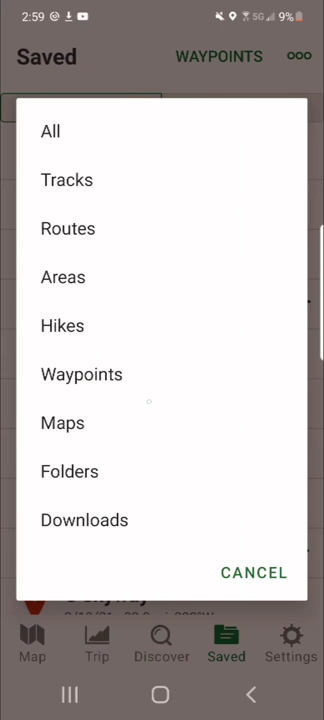 2:59 5G 9%
Saved WAYPOINTS
All
Tracks
Routes
Areas
Hikes
Waypoints
Maps
Folders
Downloads
CANCEL
Map Trip Discover Saved Settings